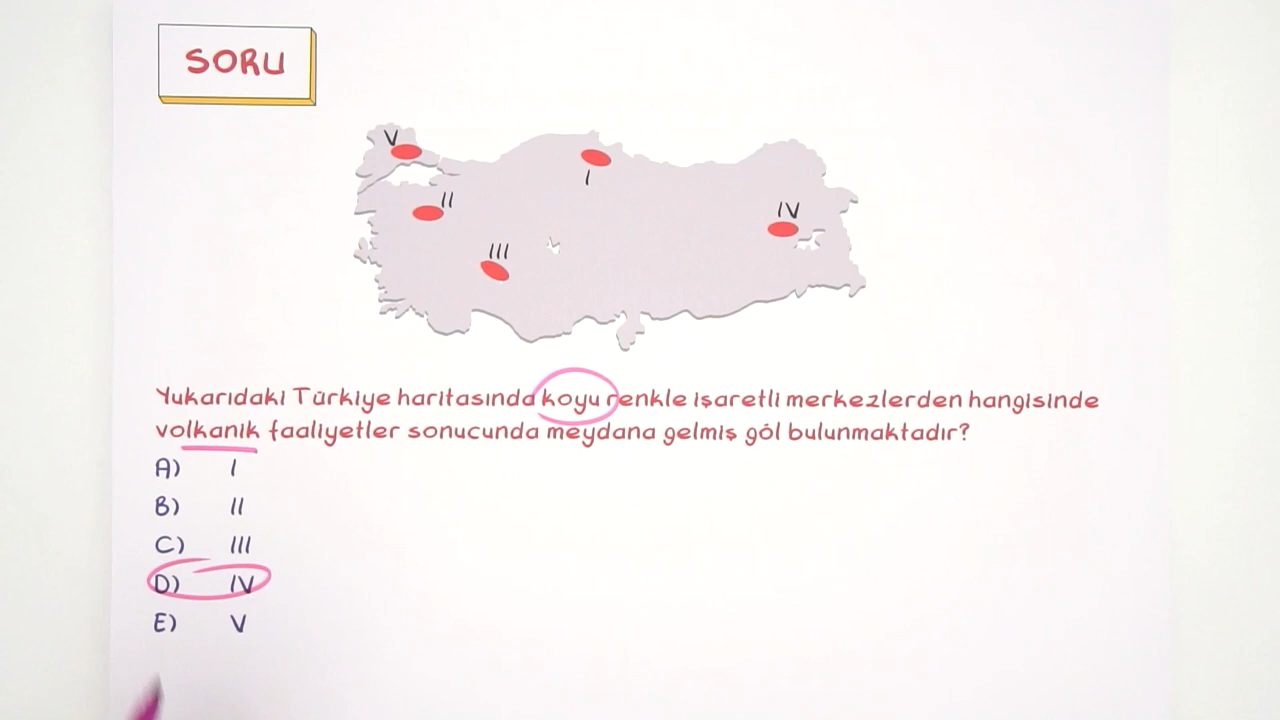 SORU
V
I
II
IV
III
Yukarıdaki Türkiye haritasında koyu renkle işaretli merkezlerden hangisinde
volkanik faaliyetler sonucunda meydana gelmiş göl bulunmaktadır?
A) I
B) II
C) III
D) IV
E) V